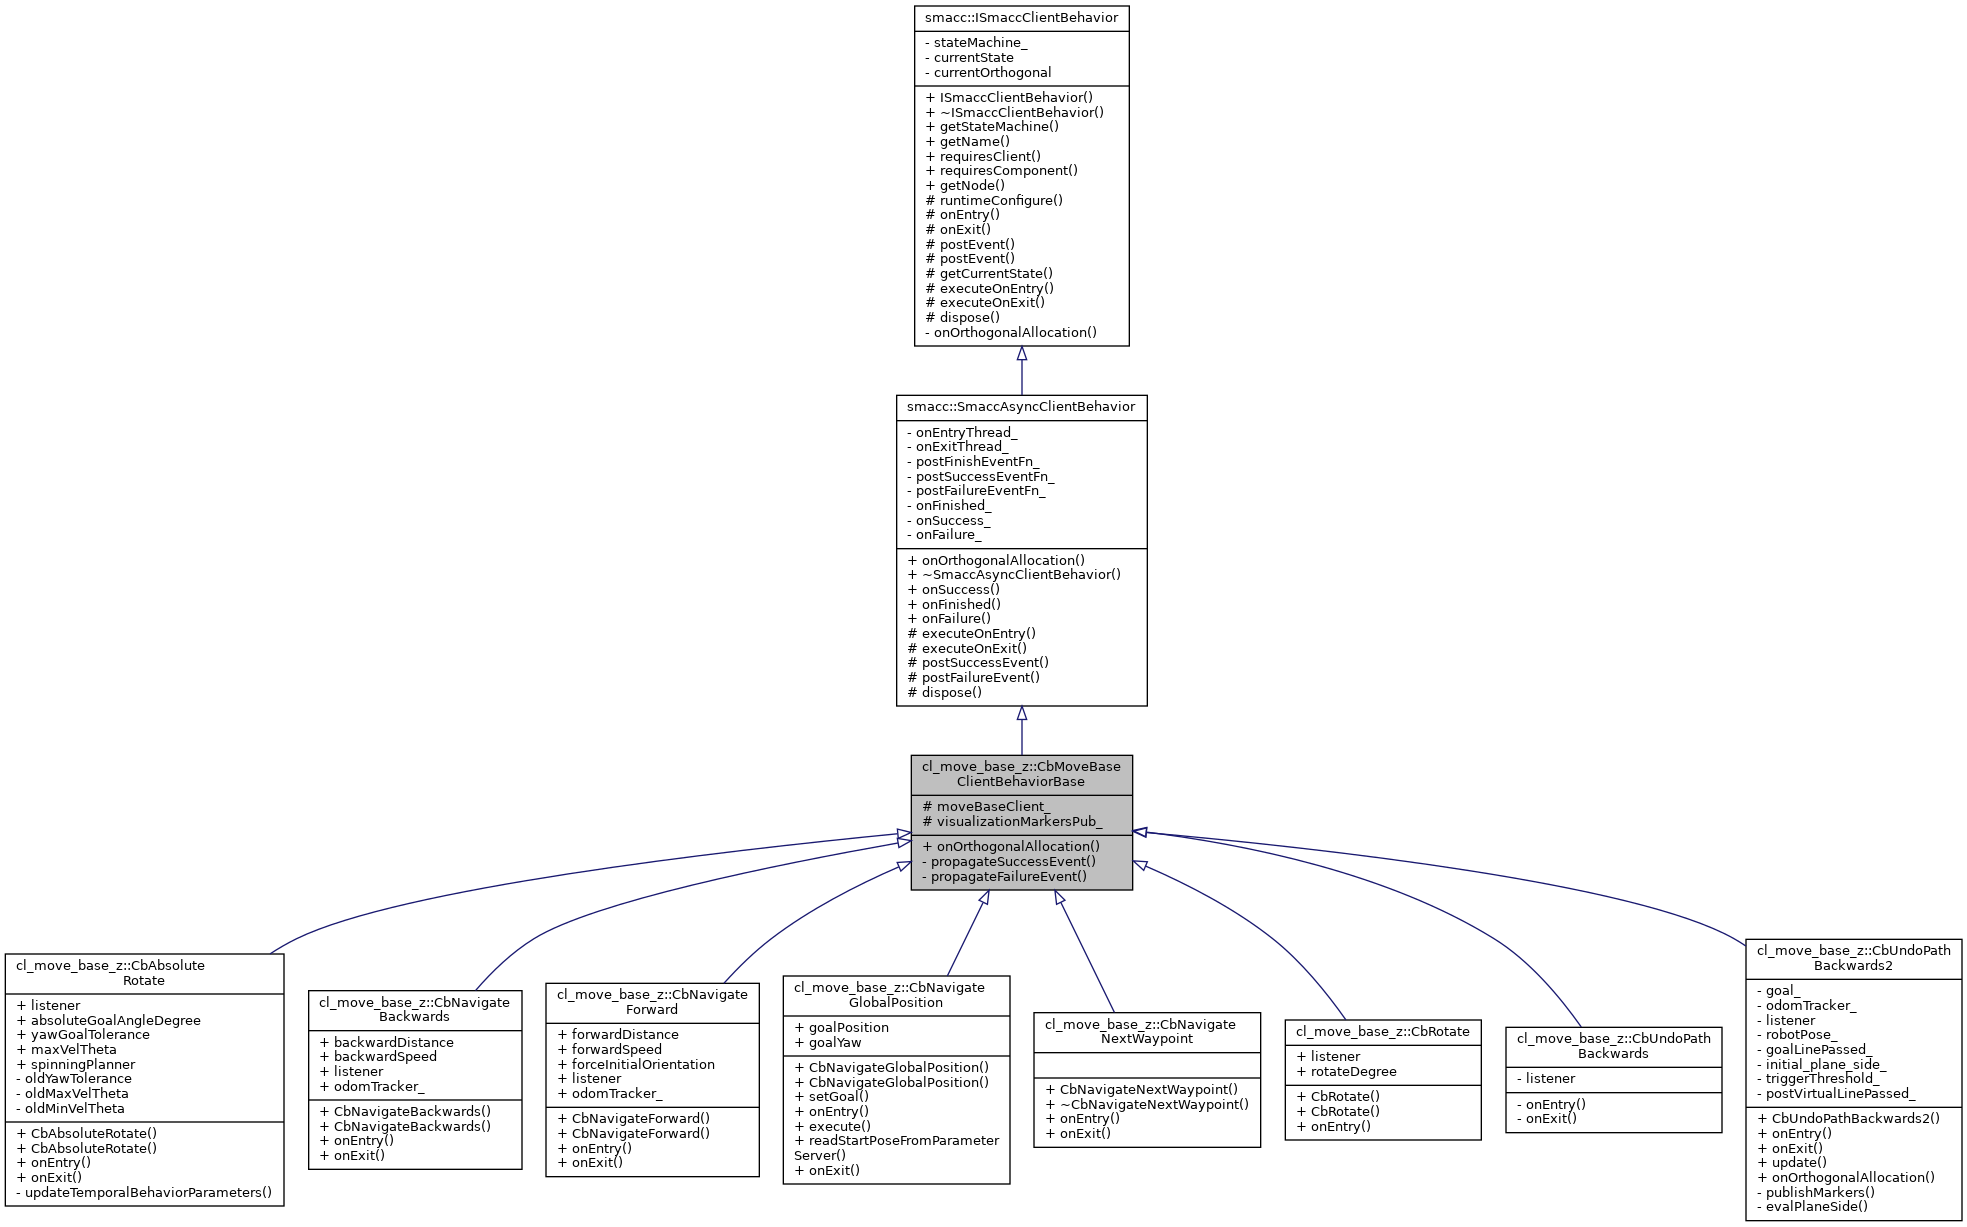 smacc::ISmaccClientBehavior
- stateMachine_
- currentState
- currentOrthogonal
+ ISmaccClientBehavior()
+ ~ISmaccClientBehavior()
+ getStateMachine()
+ getName()
+ requiresClient()
+ requiresComponent()
+ getNode()
# runtimeConfigure()
# onEntry()
# onExit()
# postEvent()
# postEvent()
# getCurrentState()
# executeOnEntry()
# executeOnExit()
# dispose()
- onOrthogonalAllocation()
smacc::SmaccAsyncClientBehavior
- onEntryThread_
- onExitThread_
- postFinishEventFn_
- postSuccessEventFn_
- postFailureEventFn_
- onFinished_
- onSuccess_
- onFailure_
+ onOrthogonalAllocation()
+ ~SmaccAsyncClientBehavior()
+ onSuccess()
+ onFinished()
+ onFailure()
# executeOnEntry()
# executeOnExit()
# postSuccessEvent()
# postFailureEvent()
# dispose()
cl_move_base_z::CbMoveBase
ClientBehaviorBase
# moveBaseClient_
# visualizationMarkersPub_
+ onOrthogonalAllocation()
- propagateSuccessEvent()
- propagateFailureEvent()
cl_move_base_z::CbAbsolute
Rotate
+ listener
+ absoluteGoalAngleDegree
+ yawGoalTolerance
+ maxVelTheta
+ spinningPlanner
- oldYawTolerance
- oldMaxVelTheta
- oldMinVelTheta
+ CbAbsoluteRotate()
+ CbAbsoluteRotate()
+ onEntry()
+ onExit()
- updateTemporalBehaviorParameters()
cl_move_base_z::CbNavigate
Backwards
+ backwardDistance
+ backwardSpeed
+ listener
+ odomTracker_
+ CbNavigateBackwards()
+ CbNavigateBackwards()
+ onEntry()
+ onExit()
cl_move_base_z::CbNavigate
Forward
+ forwardDistance
+ forwardSpeed
+ forceInitialOrientation
+ listener
+ odomTracker_
+ CbNavigateForward()
+ CbNavigateForward()
+ onEntry()
+ onExit()
cl_move_base_z::CbNavigate
GlobalPosition
+ goalPosition
+ goalYaw
+ CbNavigateGlobalPosition()
+ CbNavigateGlobalPosition()
+ setGoal()
+ onEntry()
+ execute()
+ readStartPoseFromParameter
Server()
+ onExit()
cl_move_base_z::CbNavigate
NextWaypoint
+ CbNavigateNextWaypoint()
+ ~CbNavigateNextWaypoint()
+ onEntry()
+ onExit()
cl_move_base_z::CbRotate
+ listener
+ rotateDegree
+ CbRotate()
+ CbRotate()
+ onEntry()
cl_move_base_z::CbUndoPath
Backwards
- listener
- onEntry()
- onExit()
cl_move_base_z::CbUndoPath
Backwards2
- goal_
- odomTracker_
- listener
- robotPose_
- goalLinePassed_
- initial_plane_side_
- triggerThreshold_
- postVirtualLinePassed_
+ CbUndoPathBackwards2()
+ onEntry()
+ onExit()
+ update()
+ onOrthogonalAllocation()
- publishMarkers()
- evalPlaneSide()